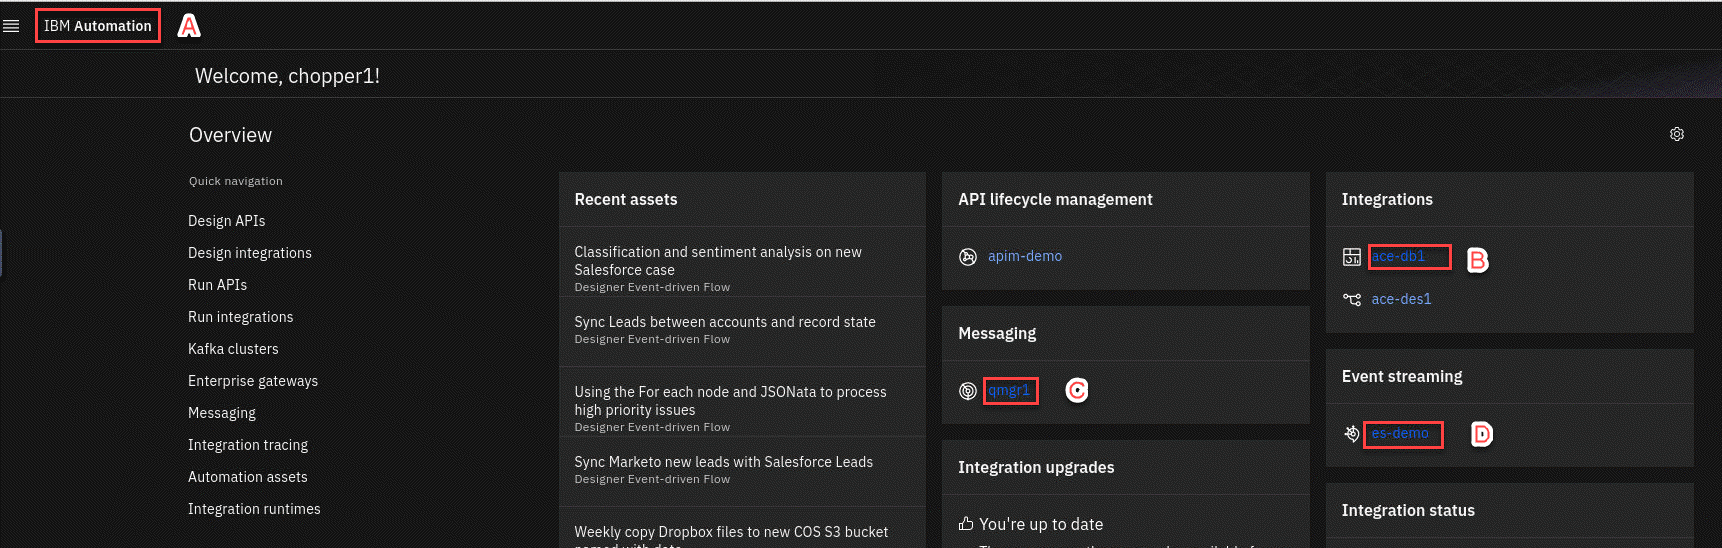 IBM Automation
A
Welcome, chopper1!
Overview
Quick navigation
Design APIs
Design integrations
Run APIs
Run integrations
Kafka clusters
Enterprise gateways
Messaging
Integration tracing
Automation assets
Integration runtimes
Recent assets
Classification and sentiment analysis on new
Salesforce case
Designer Event-driven Flow
Sync Leads between accounts and record state
Designer Event-driven Flow
Using the For each node and JSONata to process
high priority issues
Designer Event-driven Flow
Sync Marketo new leads with Salesforce Leads
Designer Event-driven Flow
Weekly copy Dropbox files to new COS S3 bucket
API lifecycle management
apim-demo
Messaging
qmgr1
C
Integration upgrades
You're up to date
Integrations
ace-db1
B
ace-des1
Event streaming
es-demo
D
Integration status